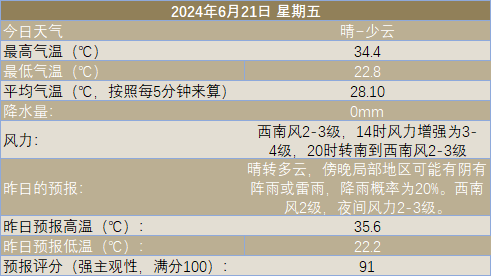 2024年6月21日 星期五
今日天气 晴-少云
最高气温（℃） 34.4
最低气温（℃） 22.8
平均气温（℃，按照每5分钟来算） 28.10
降水量： 0mm
风力： 西南风2-3级，14时风力增强为3-
4级，20时转南到西南风2-3级
昨日的预报： 晴转多云，傍晚局部地区可能有阴有
阵雨或雷雨，降雨概率为20%。西南
风2级，夜间风力2-3级。
昨日预报高温（℃）： 35.6
昨日预报低温（℃）： 22.2
预报评分（强主观性，满分100）： 91